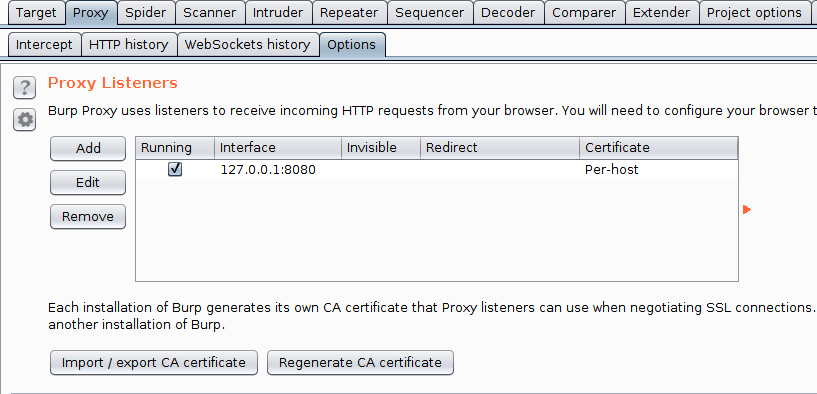 Target Proxy Spider Scanner Intruder Repeater Sequencer Decoder Comparer Extender Project options
Intercept HTTP history WebSockets history Options
? Proxy Listeners
Burp Proxy uses listeners to receive incoming HTTP requests from your browser. You will need to configure your browser t
Add Running Interface Invisible Redirect Certificate
127.0.0.1:8080 Per-host
Edit
Remove
Each installation of Burp generates its own CA certificate that Proxy listeners can use when negotiating SSL connections.
another installation of Burp.
Import / export CA certificate Regenerate CA certificate